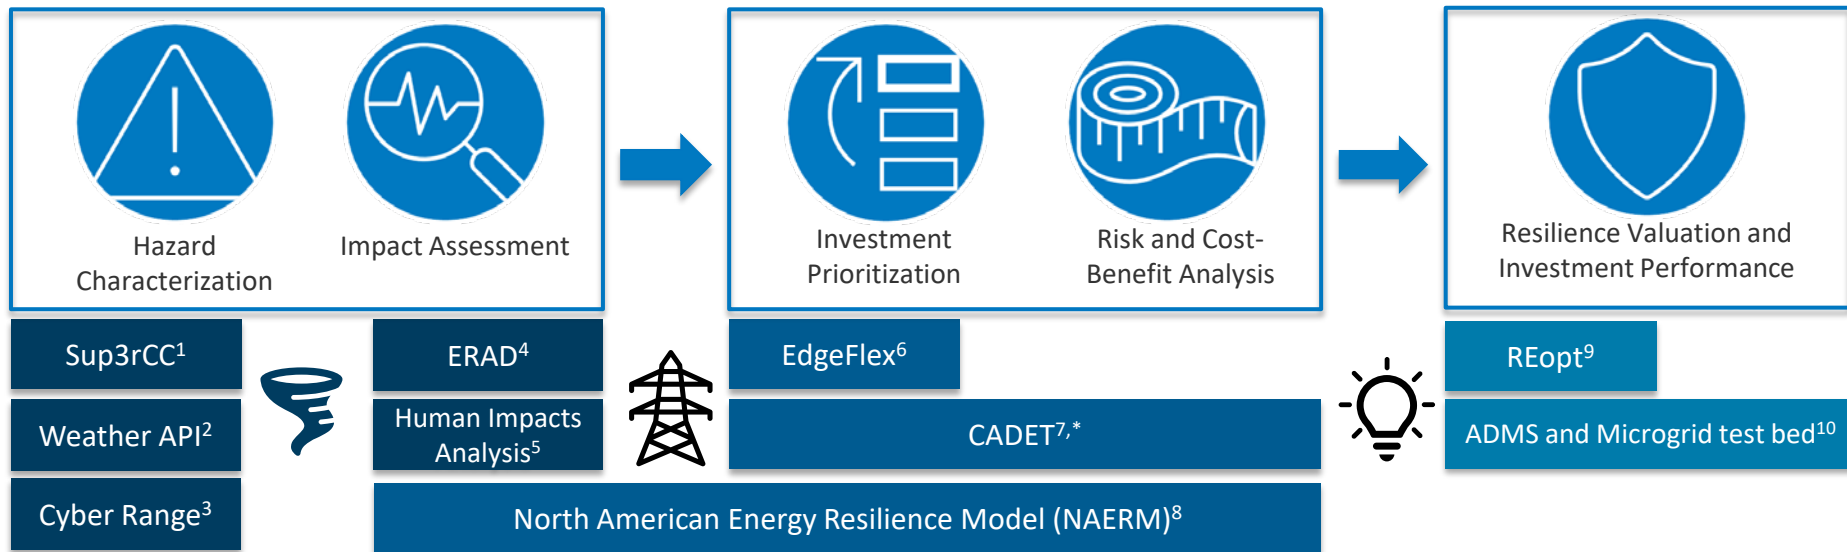 Hazard
Characterization
Impact Assessment
Investment
Prioritization
Risk and Cost-
Benefit Analysis
Resilience Valuation and
Investment Performance
Sup3rCC¹
Weather API²
Cyber Range³
ERAD⁴
Human Impacts
Analysis⁵
EdgeFlex⁶
CADET⁷,*
North American Energy Resilience Model (NAERM)⁸
REopt⁹
ADMS and Microgrid test bed¹⁰